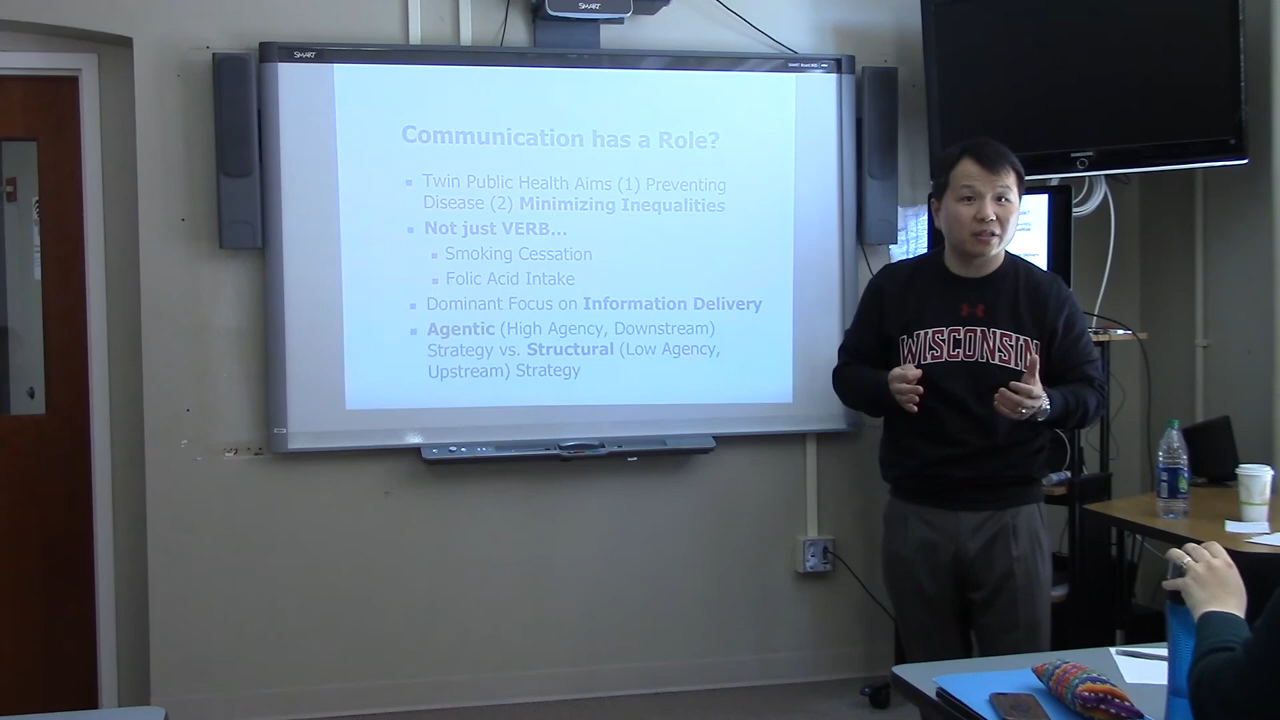 SMART
SMART
Communication has a Role?
Twin Public Health Aims (1) Preventing
Disease (2) Minimizing Inequalities
Not just VERB...
Smoking Cessation
Folic Acid Intake
Dominant Focus on Information Delivery
Agentic (High Agency, Downstream)
Strategy vs. Structural (Low Agency,
Upstream) Strategy
SAMSUNG
WISCONSIN